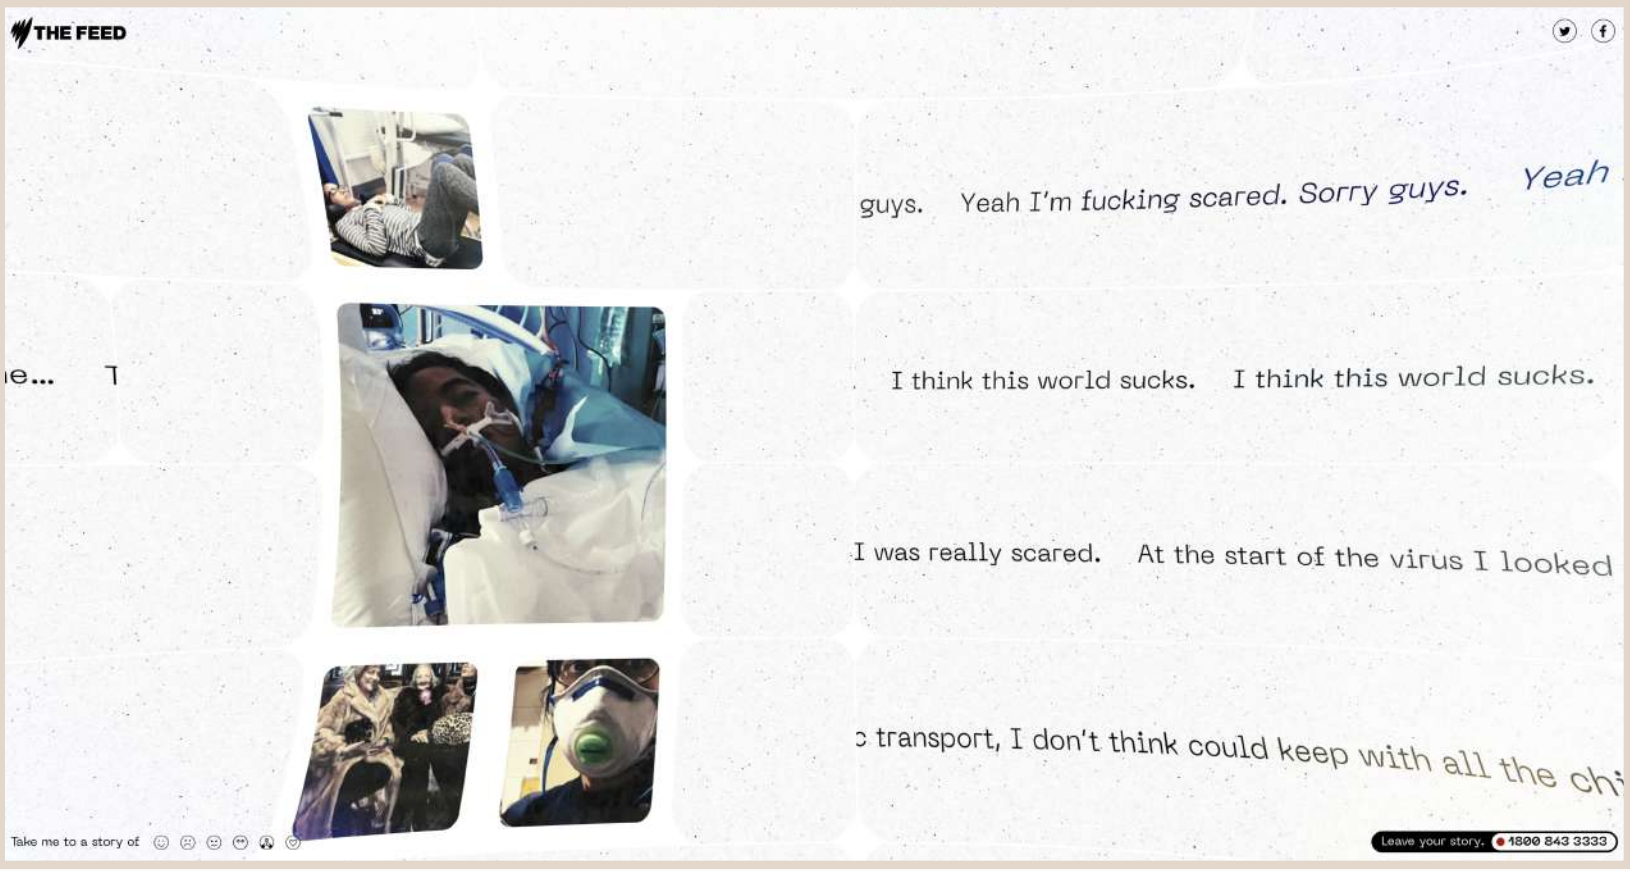 THE FEED
guys. Yeah I'm fucking scared. Sorry guys. Yeah
I think this world sucks. I think this world sucks.
I was really scared. At the start of the virus I looked
transport, I don't think could keep with all the
Take me to a story of
Leave your story. 1800 843 3333